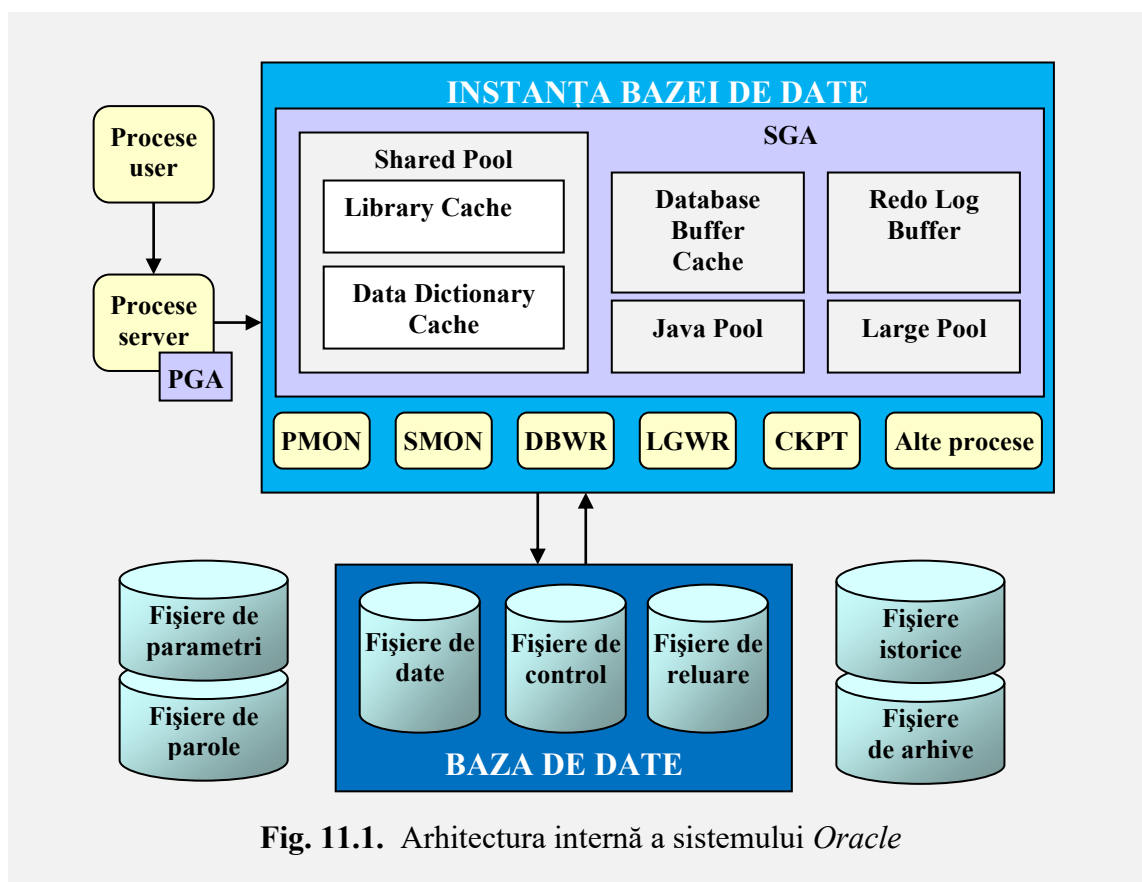 INSTANȚA BAZEI DE DATE
Procese
user
Procese
server
PGA
SGA
Shared Pool
Library Cache
Data Dictionary
Cache
Database
Buffer
Cache
Redo Log
Buffer
Java Pool
Large Pool
PMON
SMON
DBWR
LGWR
CKPT
Alte procese
Fişiere de
parametri
Fişiere de
parole
Fişiere de
date
Fişiere de
control
Fişiere de
reluare
BAZA DE DATE
Fişiere
istorice
Fişiere
de arhive
Fig. 11.1. Arhitectura internă a sistemului Oracle